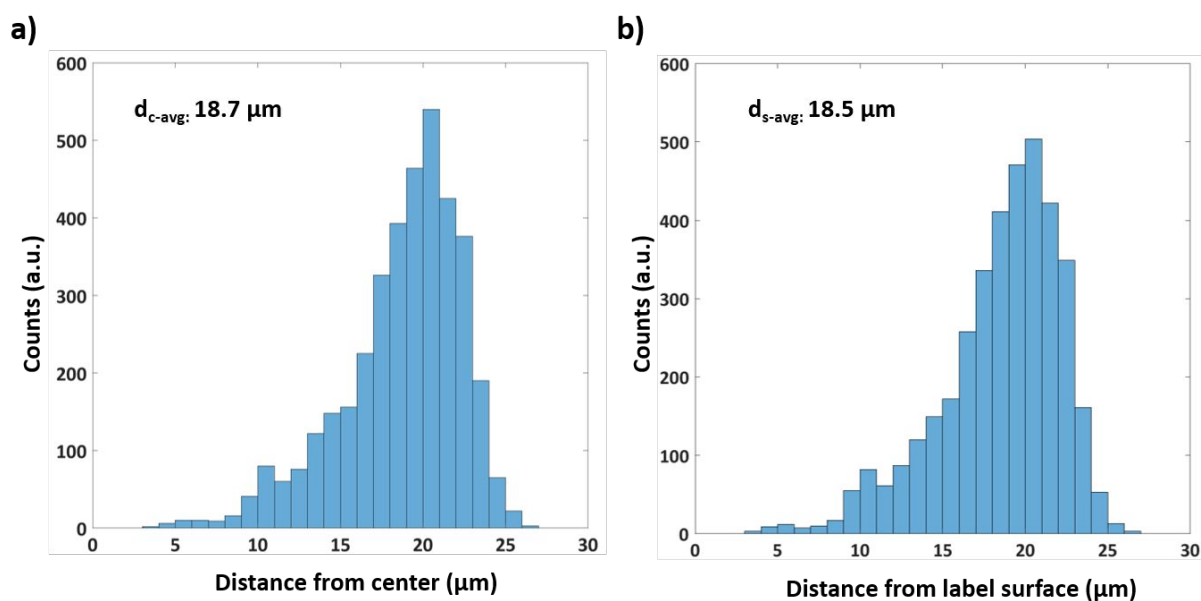 a)
600
500
400
300
200
100
0
0 5 10 15 20 25 30
Counts (a.u.)
Distance from center (µm)
dc-avg: 18.7 µm
b)
600
500
400
300
200
100
0
0 5 10 15 20 25 30
Counts (a.u.)
Distance from label surface (µm)
ds-avg: 18.5 µm